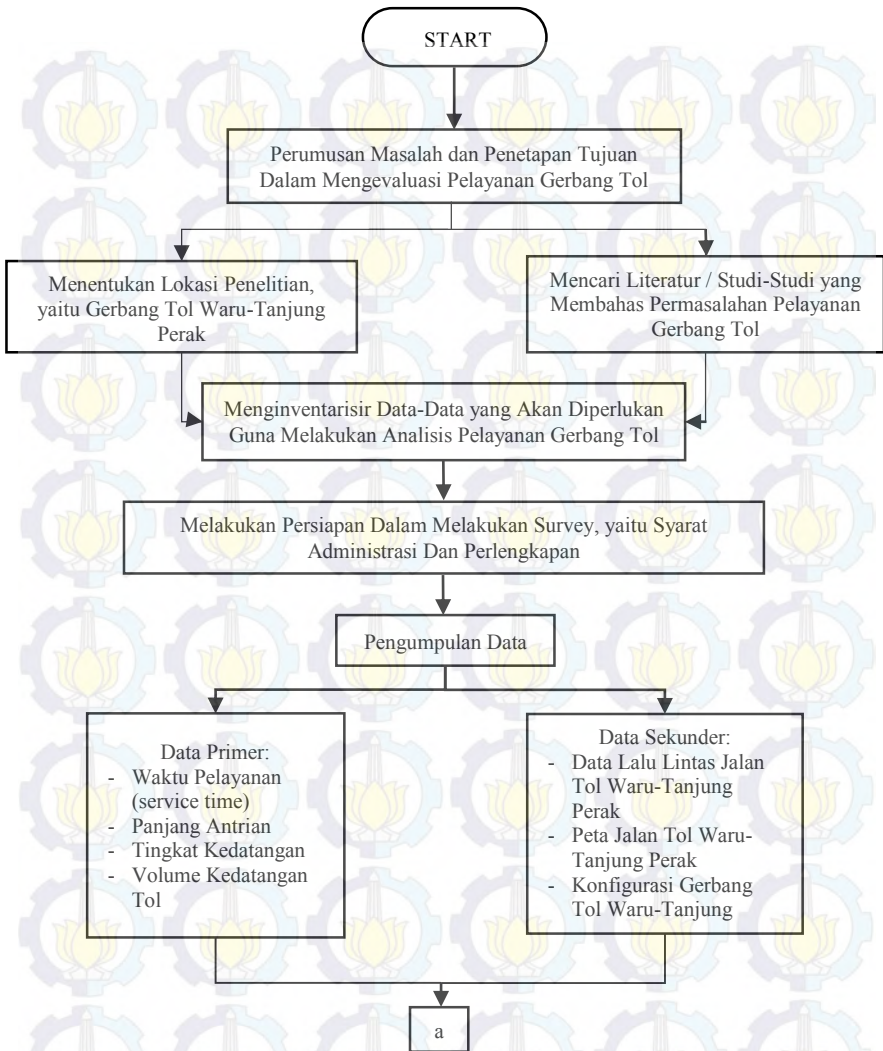 START
Perumusan Masalah dan Penetapan Tujuan
Dalam Mengevaluasi Pelayanan Gerbang Tol
Menentukan Lokasi Penelitian,
yaitu Gerbang Tol Waru-Tanjung
Perak
Mencari Literatur / Studi-Studi yang
Membahas Permasalahan Pelayanan
Gerbang Tol
Menginventarisir Data-Data yang Akan Diperlukan
Guna Melakukan Analisis Pelayanan Gerbang Tol
Melakukan Persiapan Dalam Melakukan Survey, yaitu Syarat
Administrasi Dan Perlengkapan
Pengumpulan Data
Data Primer:
- Waktu Pelayanan
(service time)
- Panjang Antrian
- Tingkat Kedatangan
- Volume Kedatangan
Tol
Data Sekunder:
- Data Lalu Lintas Jalan
Tol Waru-Tanjung
Perak
- Peta Jalan Tol Waru-
Tanjung Perak
- Konfigurasi Gerbang
Tol Waru-Tanjung
a